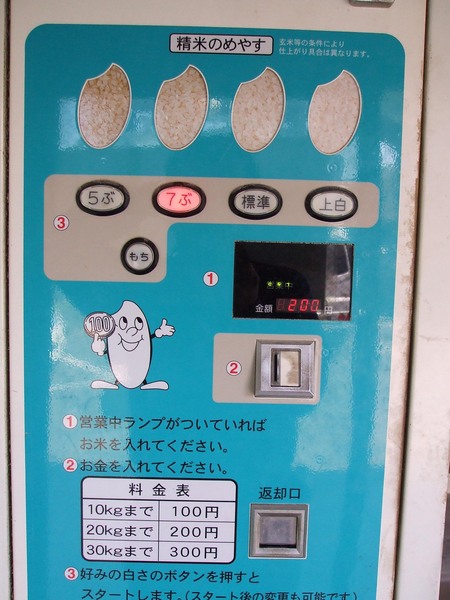 精米のめやす
玄米等の条件により
仕上がり具合は異なります。
5ぶ
7ぶ
標準
上白
③
もち
①
金額 200 円
100
②
①営業中ランプがついていれば
お米を入れてください。
②お金を入れてください。
料金表
10kgまで 100円
20kgまで 200円
30kgまで 300円
返却口
③好みの白さのボタンを押すと
スタートします。(スタート後の変更も可能です)